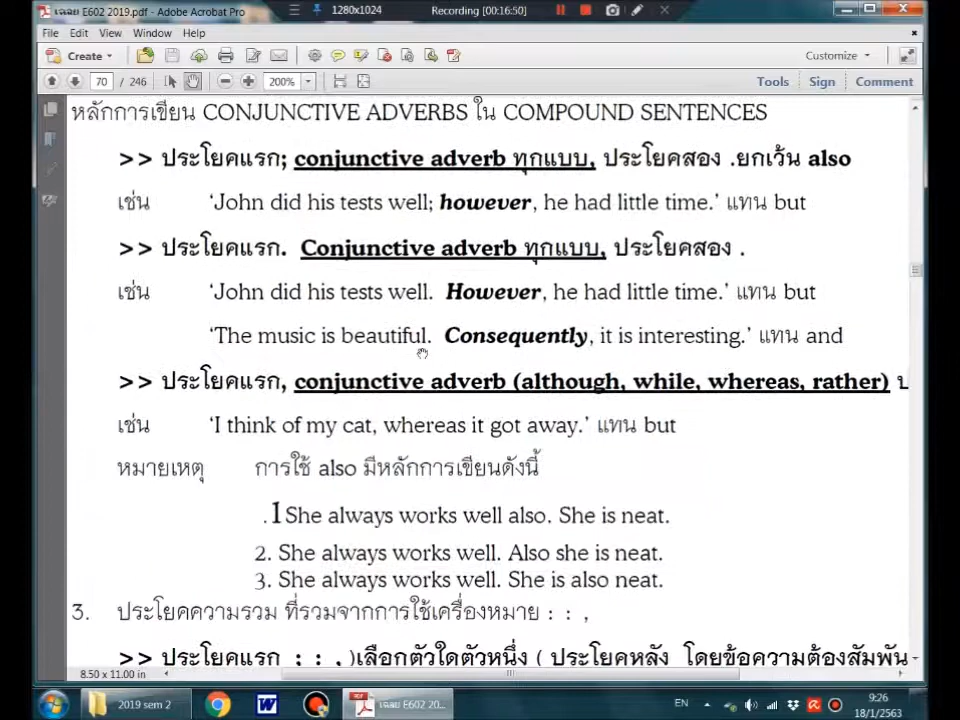 เฉลย E602 2019.pdf - Adobe Acrobat Pro
1280x1024
Recording [00:16:50]
File Edit View Window Help
Create
Customize
70 / 246
200%
Tools Sign Comment
หลักการเขียน CONJUNCTIVE ADVERBS ใน COMPOUND SENTENCES
>> ประโยคแรก; conjunctive adverb ทุกแบบ, ประโยคสอง .ยกเว้น also
เช่น ‘John did his tests well; however, he had little time.’ แทน but
>> ประโยคแรก. Conjunctive adverb ทุกแบบ, ประโยคสอง .
เช่น ‘John did his tests well. However, he had little time.’ แทน but
‘The music is beautiful. Consequently, it is interesting.’ แทน and
>> ประโยคแรก, conjunctive adverb (although, while, whereas, rather) ป
เช่น ‘I think of my cat, whereas it got away.’ แทน but
หมายเหตุ การใช้ also มีหลักการเขียนดังนี้
.1She always works well also. She is neat.
2. She always works well. Also she is neat.
3. She always works well. She is also neat.
3. ประโยคความรวม ที่รวมจากการใช้เครื่องหมาย : : ,
>> ประโยคแรก : : , )เลือกตัวใดตัวหนึ่ง ( ประโยคหลัง โดยข้อความต้องสัมพัน
8.50 x 11.00 in
2019 sem 2
เฉลย E602 20...
EN
9:26
18/1/2563